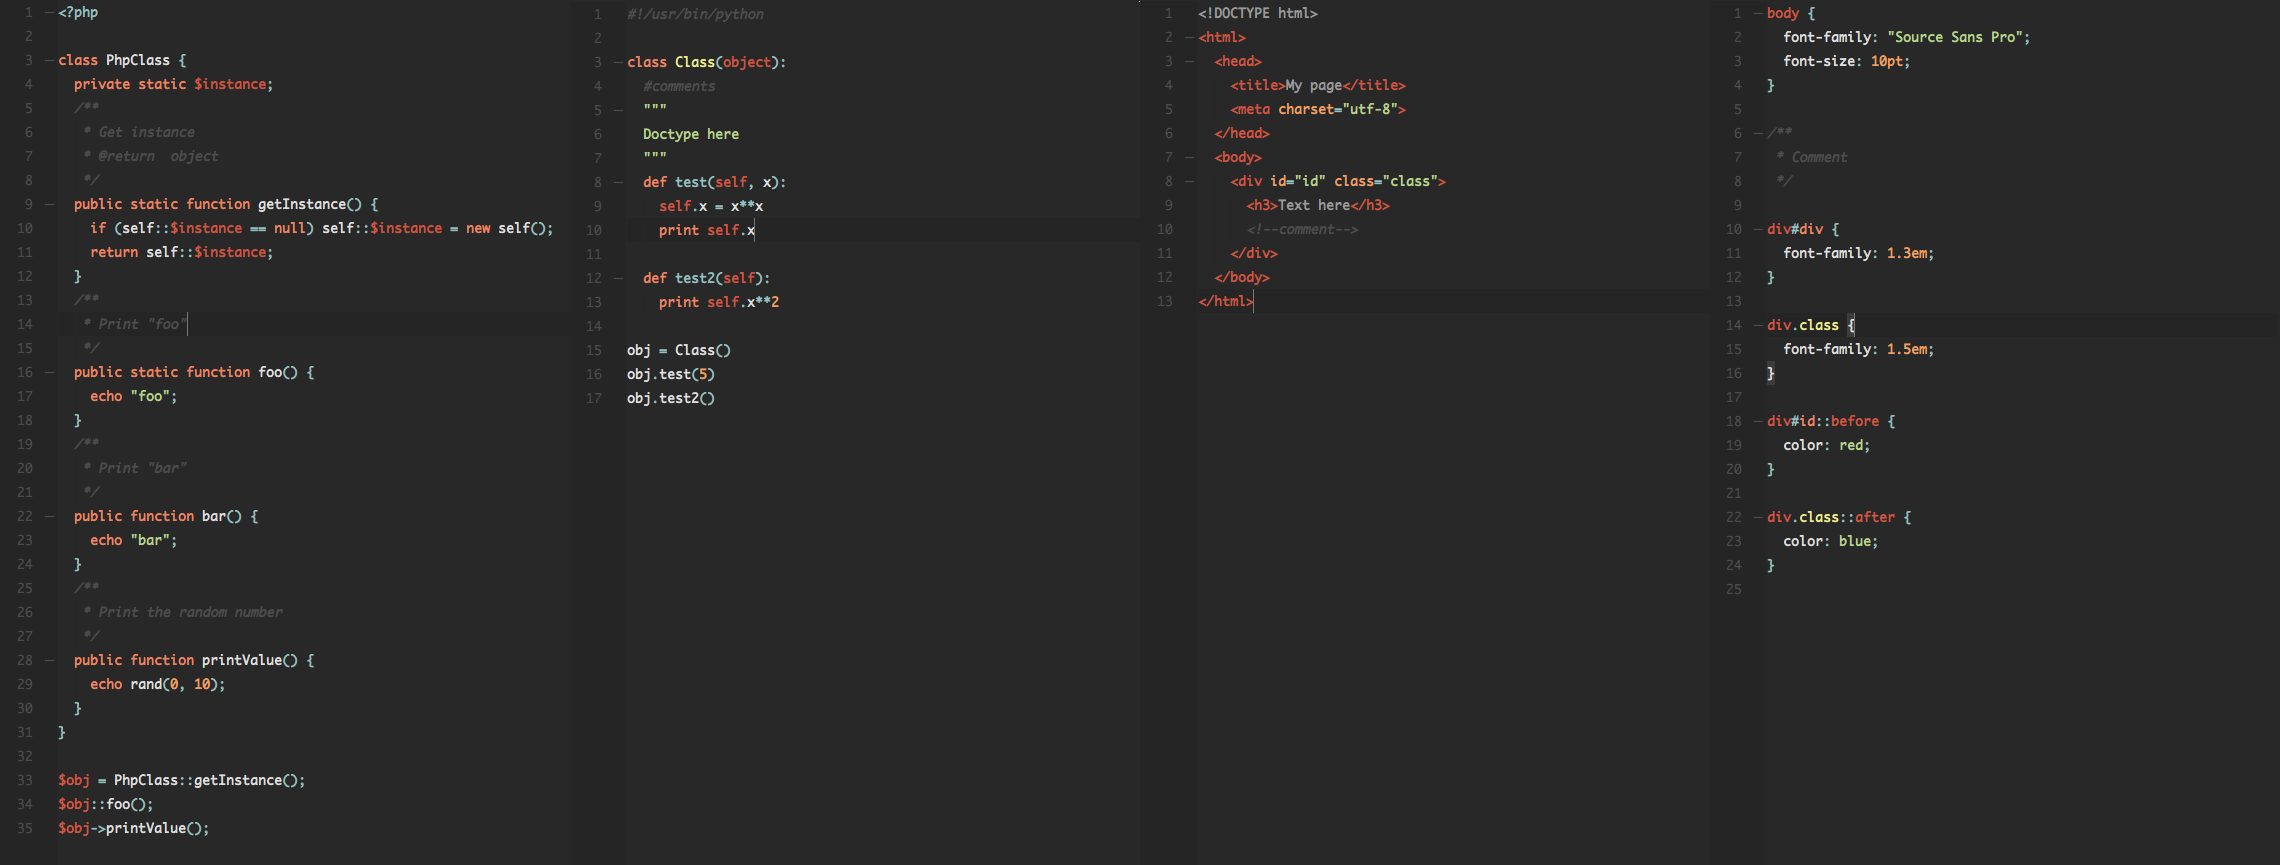 1 <?php
2
3 class PhpClass {
4   private static $instance;
5   /**
6    * Get instance
7    * @return  object
8    */
9   public static function getInstance() {
10     if (self::$instance == null) self::$instance = new self();
11     return self::$instance;
12   }
13   /**
14    * Print "foo"
15    */
16   public static function foo() {
17     echo "foo";
18   }
19   /**
20    * Print "bar"
21    */
22   public function bar() {
23     echo "bar";
24   }
25   /**
26    * Print the random number
27    */
28   public function printValue() {
29     echo rand(0, 10);
30   }
31 }
32
33 $obj = PhpClass::getInstance();
34 $obj::foo();
35 $obj->printValue();
1 #!/usr/bin/python
2
3 class Class(object):
4   #comments
5   """
6   Doctype here
7   """
8   def test(self, x):
9     self.x = x**x
10     print self.x
11
12   def test2(self):
13     print self.x**2
14
15 obj = Class()
16 obj.test(5)
17 obj.test2()
1 <!DOCTYPE html>
2 <html>
3   <head>
4     <title>My page</title>
5     <meta charset="utf-8">
6   </head>
7   <body>
8     <div id="id" class="class">
9       <h3>Text here</h3>
10       <!--comment-->
11     </div>
12   </body>
13 </html>
1 body {
2   font-family: "Source Sans Pro";
3   font-size: 10pt;
4 }
5
6 /**
7  * Comment
8  */
9
10 div#div {
11   font-family: 1.3em;
12 }
13
14 div.class {
15   font-family: 1.5em;
16 }
17
18 div#id::before {
19   color: red;
20 }
21
22 div.class::after {
23   color: blue;
24 }
25